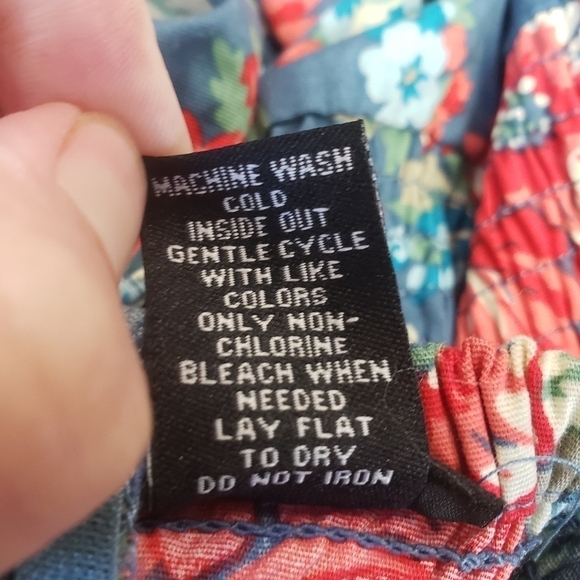 MACHINE WASH
COLD
INSIDE OUT
GENTLE CYCLE
WITH LIKE
COLORS
ONLY NON-
CHLORINE
BLEACH WHEN
NEEDED
LAY FLAT
TO DRY
DO NOT IRON